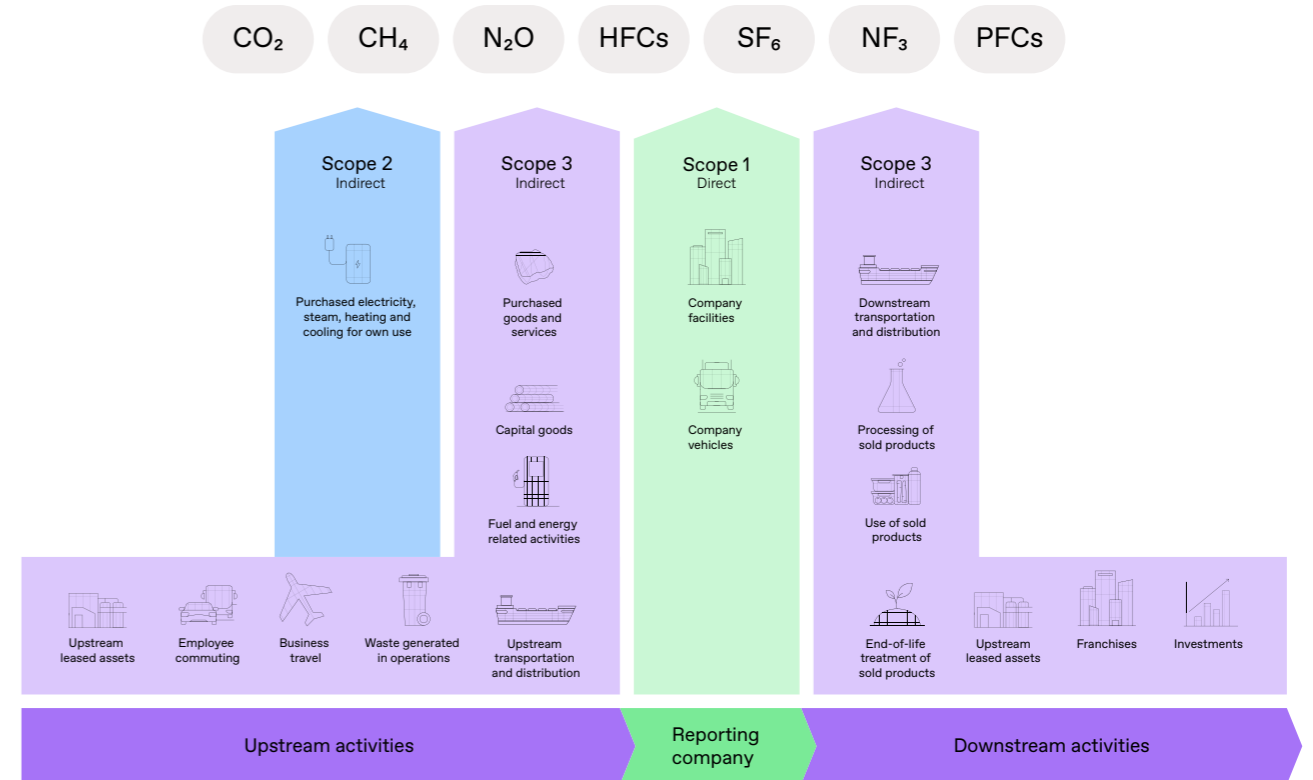 CO₂ CH₄ N₂O HFCs SF₆ NF₃ PFCs
Scope 2
Indirect
Purchased electricity,
steam, heating and
cooling for own use
Scope 3
Indirect
Purchased
goods and
services
Capital goods
Fuel and energy
related activities
Scope 1
Direct
Company
facilities
Company
vehicles
Scope 3
Indirect
Downstream
transportation
and distribution
Processing of
sold products
Use of sold
products
Upstream
leased assets
Employee
commuting
Business
travel
Waste generated
in operations
Upstream
transportation
and distribution
End-of-life
treatment of
sold products
Upstream
leased assets
Franchises
Investments
Upstream activities
Reporting
company
Downstream activities